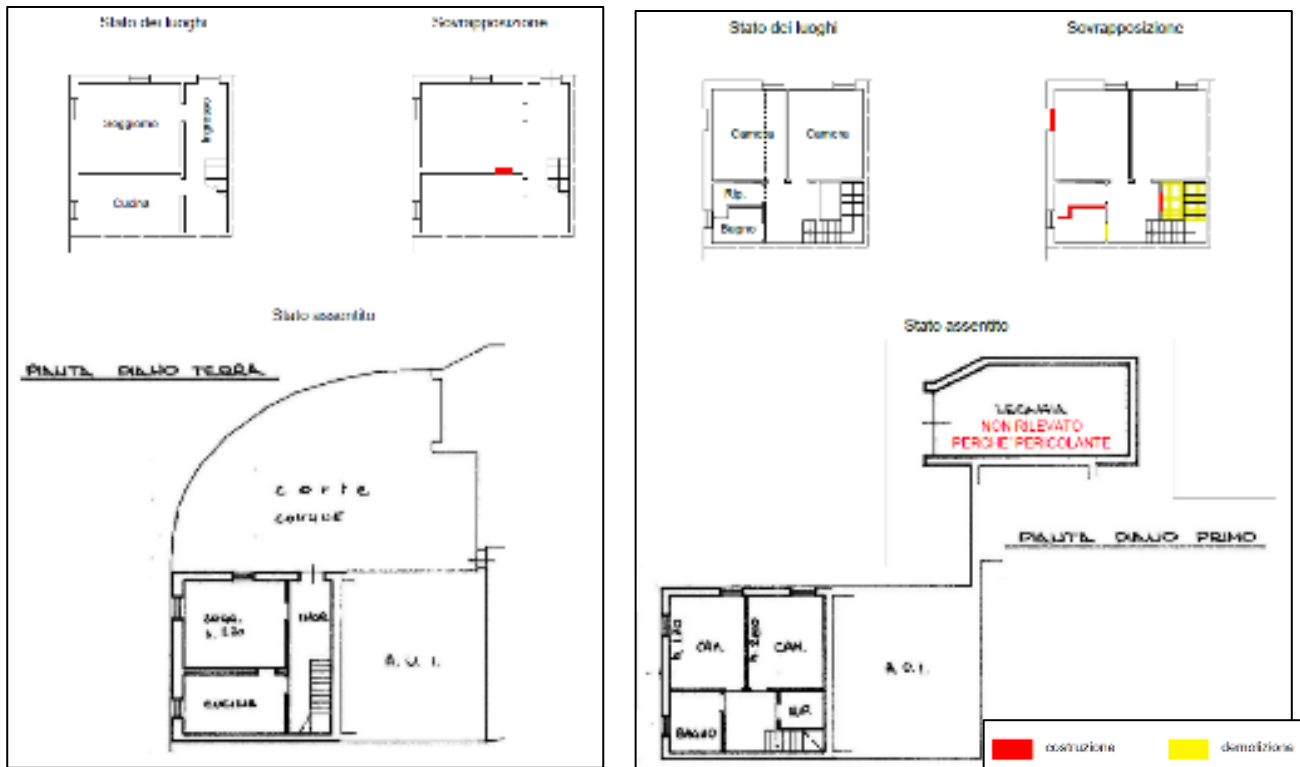 Stato dei luoghi
Sovrapposizione
Soggiorno
Ingresso
Cucina
Stato assentito
PIANTA PIANO TERRA
corte
COMUNE
SOGG.
INGR.
CUCINA
A. U. I.
Stato dei luoghi
Sovrapposizione
Camera
Camera
Rip.
Bagno
Stato assentito
LEGNAIA
NON RILEVATO
PERCHE' PERICOLANTE
PIANTA PIANO PRIMO
CAM.
CAM.
A. U. I.
BAGNO
RIP.
costruzione
demolizione